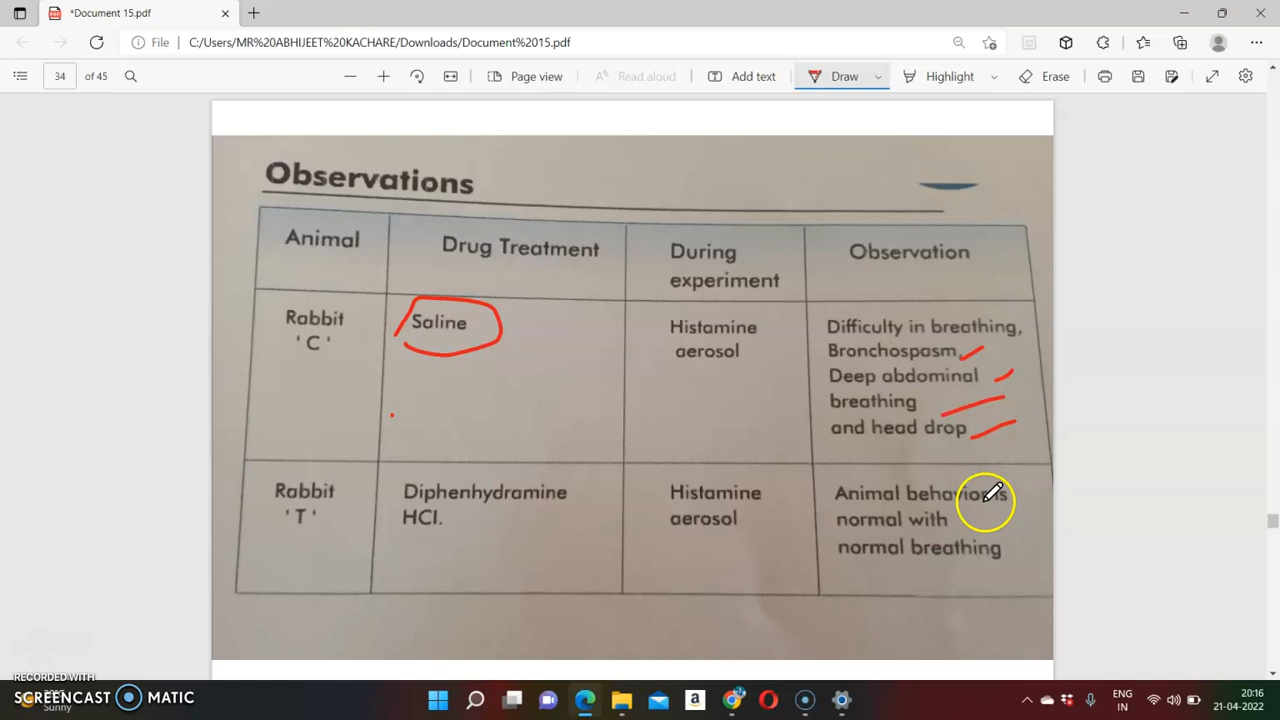 *Document 15.pdf
File
C:/Users/MR%20ABHIJEET%20KACHARE/Downloads/Document%2015.pdf
34 of 45
Page view
Read aloud
Add text
Draw
Highlight
Erase
Observations
Animal
Drug Treatment
During
experiment
Observation
Rabbit
' C '
Saline
Histamine
aerosol
Difficulty in breathing,
Bronchospasm,
Deep abdominal
breathing
and head drop
Rabbit
' T '
Diphenhydramine
HCl.
Histamine
aerosol
Animal behavior is
normal with
normal breathing
RECORDED WITH
SCREENCAST MATIC
Sunny
ENG
IN
20:16
21-04-2022